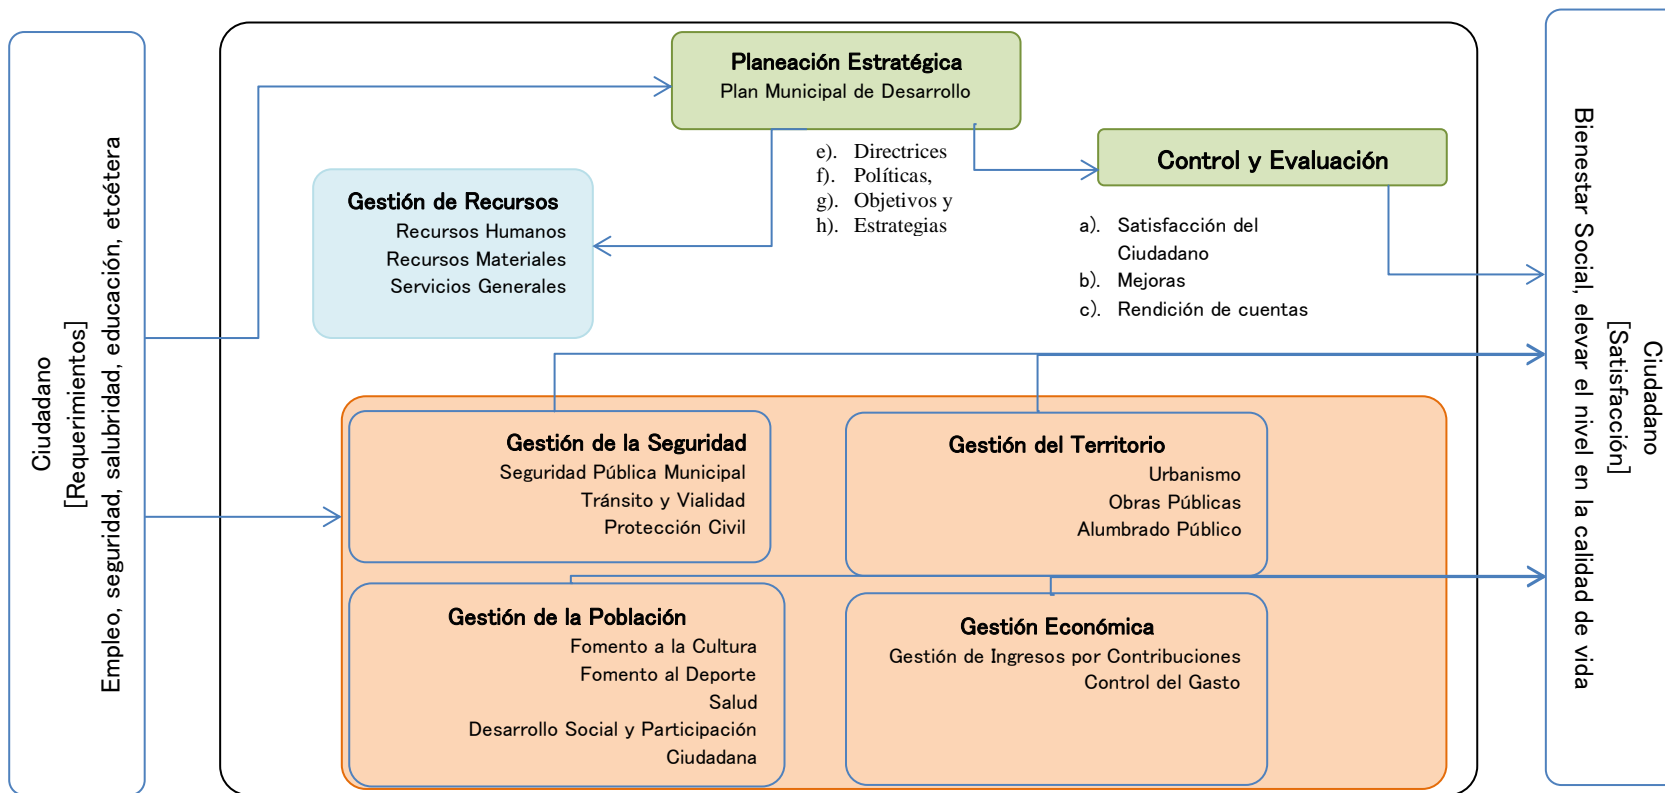 Ciudadano
[Requerimientos]
Empleo, seguridad, salubridad, educación, etcétera
Planeación Estratégica
Plan Municipal de Desarrollo
e). Directrices
f). Políticas,
g). Objetivos y
h). Estrategias
Control y Evaluación
a). Satisfacción del
Ciudadano
b). Mejoras
c). Rendición de cuentas
Gestión de Recursos
Recursos Humanos
Recursos Materiales
Servicios Generales
Gestión de la Seguridad
Seguridad Pública Municipal
Tránsito y Vialidad
Protección Civil
Gestión del Territorio
Urbanismo
Obras Públicas
Alumbrado Público
Gestión de la Población
Fomento a la Cultura
Fomento al Deporte
Salud
Desarrollo Social y Participación
Ciudadana
Gestión Económica
Gestión de Ingresos por Contribuciones
Control del Gasto
Ciudadano
[Satisfacción]
Bienestar Social, elevar el nivel en la calidad de vida